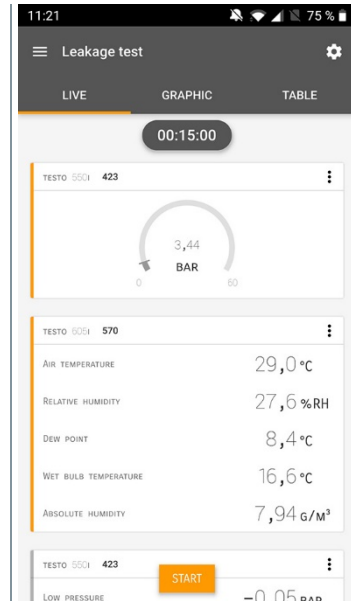 11:21 75 %
Leakage test
LIVE GRAPHIC TABLE
00:15:00
TESTO 550I 423
3,44
BAR
0 60
TESTO 605I 570
AIR TEMPERATURE 29,0 °C
RELATIVE HUMIDITY 27,6 %RH
DEW POINT 8,4 °C
WET BULB TEMPERATURE 16,6 °C
ABSOLUTE HUMIDITY 7,94 G/M³
TESTO 550I 423
START
LOW PRESSURE -0,05 BAR